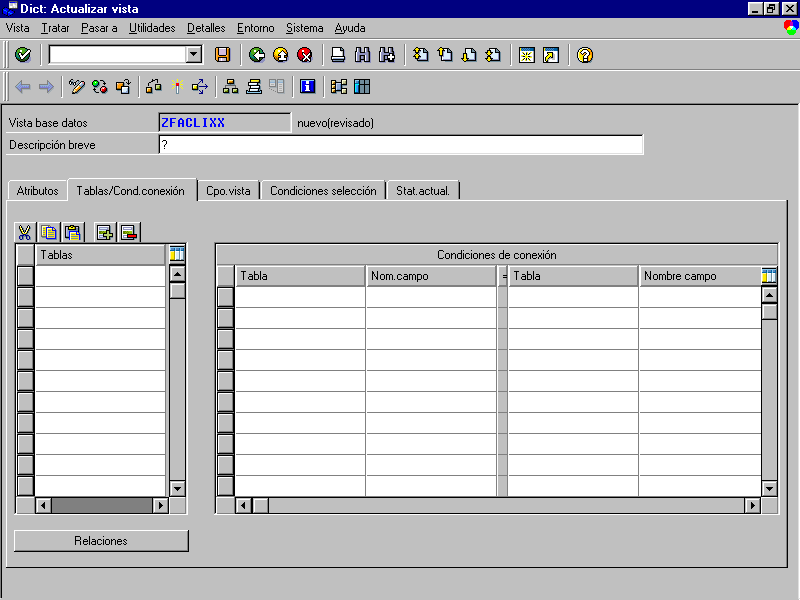 Dict: Actualizar vista
Vista Tratar Pasar a Utilidades Detalles Entorno Sistema Ayuda
Vista base datos ZFACLIXX nuevo(revisado)
Descripción breve ?
Atributos Tablas/Cond.conexión Cpo.vista Condiciones selección Stat.actual.
Condiciones de conexión
Tablas
Tabla Nom.campo = Tabla Nombre campo
Relaciones